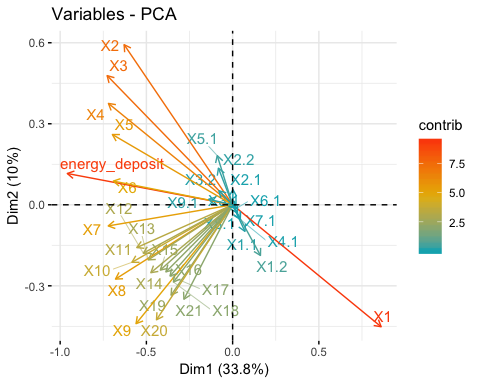 Variables - PCA
X2
X3
X4
X5
X5.1
X2.2
energy_deposit
X6
X3.2
X2.1
X9.1
X6.1
X12
X7.1
X7
X13
X1.1
X4.1
X11
X15
X10
X14
X16
X1.2
X8
X17
X19
X18
X21
X9
X20
X1
0.6
0.3
0.0
-0.3
-1.0
-0.5
0.0
0.5
Dim1 (33.8%)
Dim2 (10%)
contrib
7.5
5.0
2.5